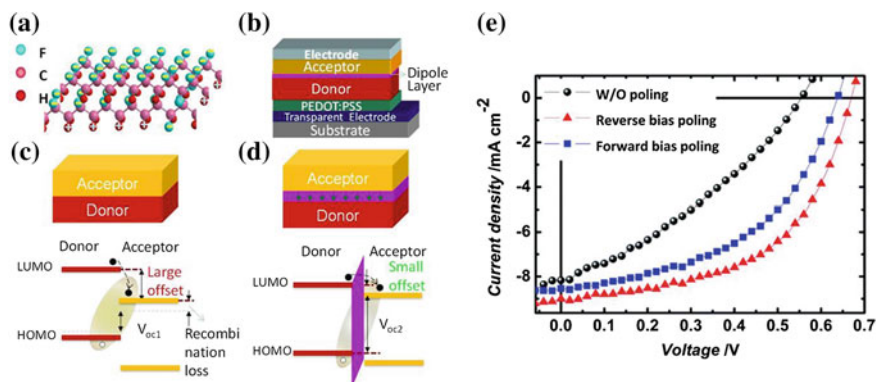 (a)
F
C
H
(b)
Electrode
Acceptor
Donor
PEDOT:PSS
Transparent Electrode
Substrate
Dipole
Layer
(c)
Acceptor
Donor
Donor Acceptor
LUMO
Large
offset
Voc1
HOMO
Recombi
nation
loss
(d)
Acceptor
Donor
Donor Acceptor
LUMO
Small
offset
Voc2
HOMO
(e)
W/O poling
Reverse bias poling
Forward bias poling
Current density /mA cm-2
0
-2
-4
-6
-8
0.0 0.1 0.2 0.3 0.4 0.5 0.6 0.7
Voltage /V